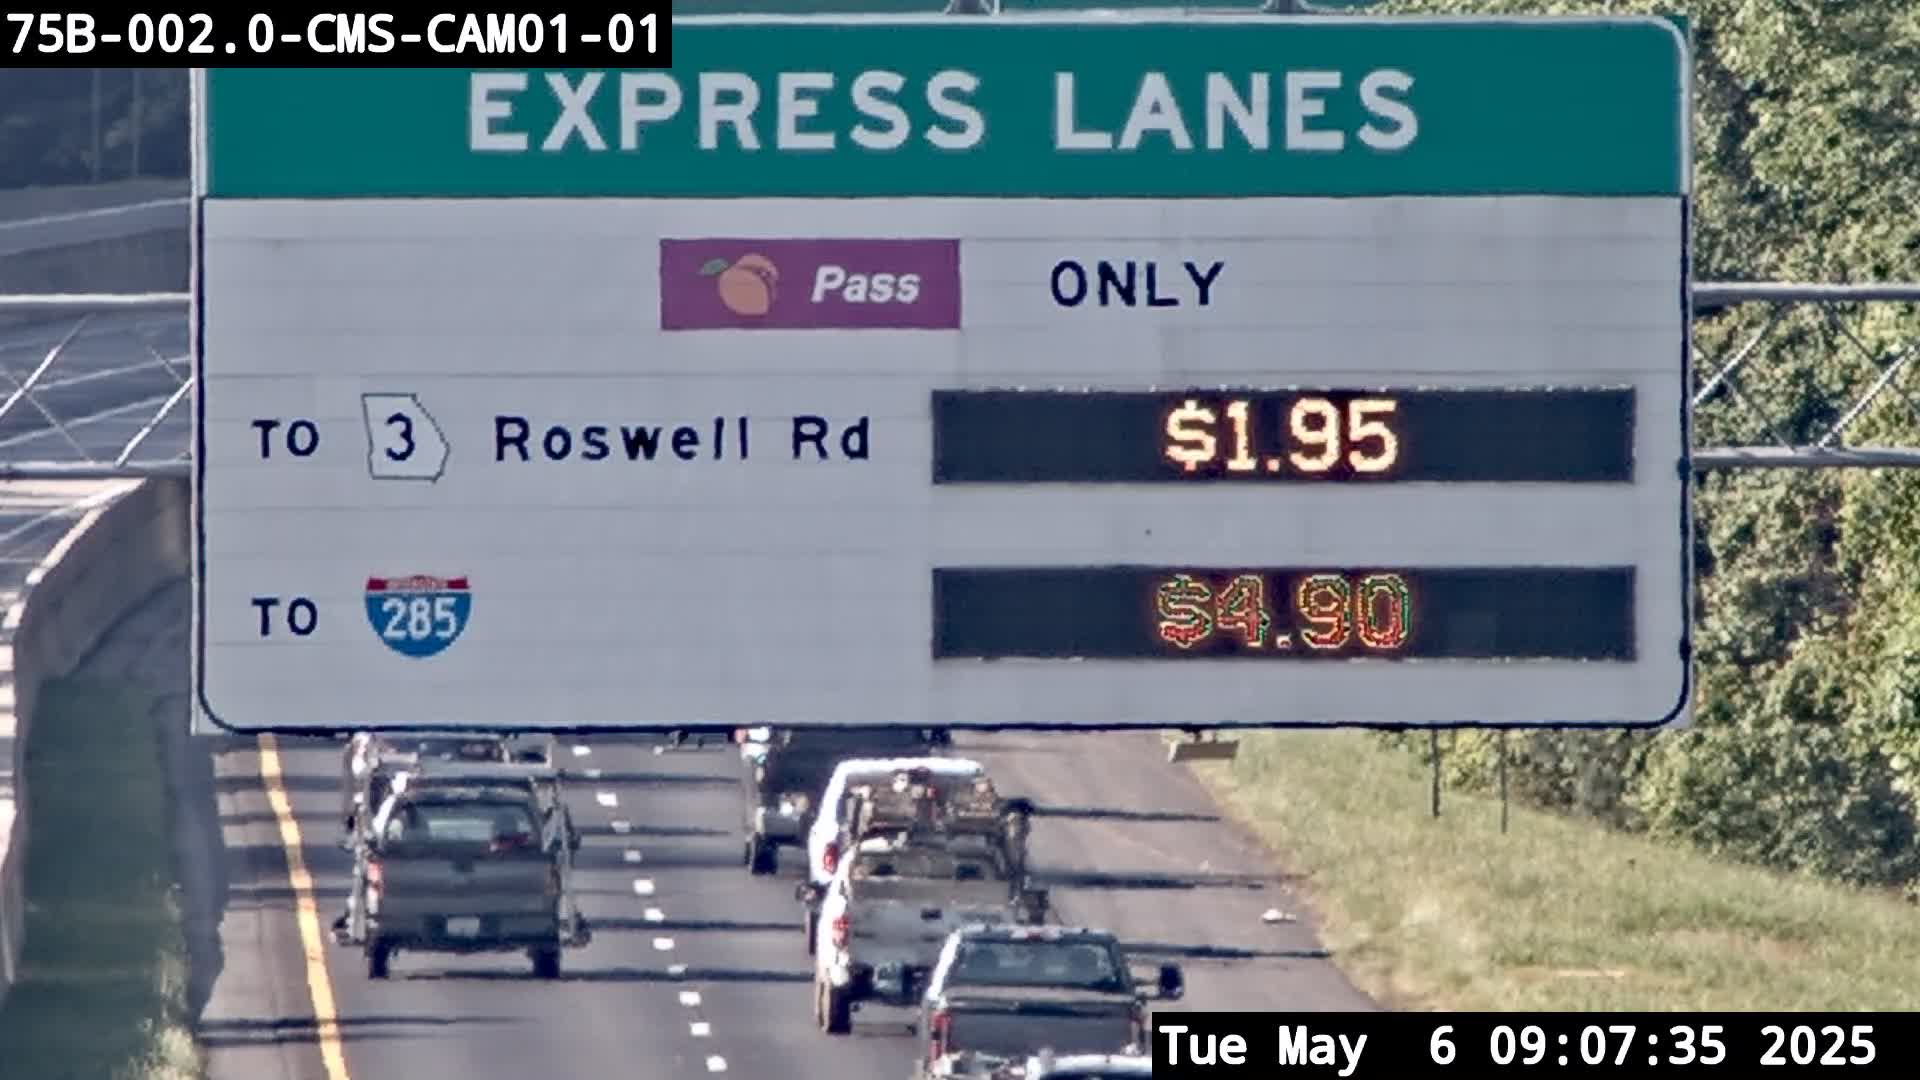 75B-002.0-CMS-CAM01-01
EXPRESS LANES
Pass ONLY
TO 3 Roswell Rd $1.95
TO 285 $4.90
Tue May 6 09:07:35 2025